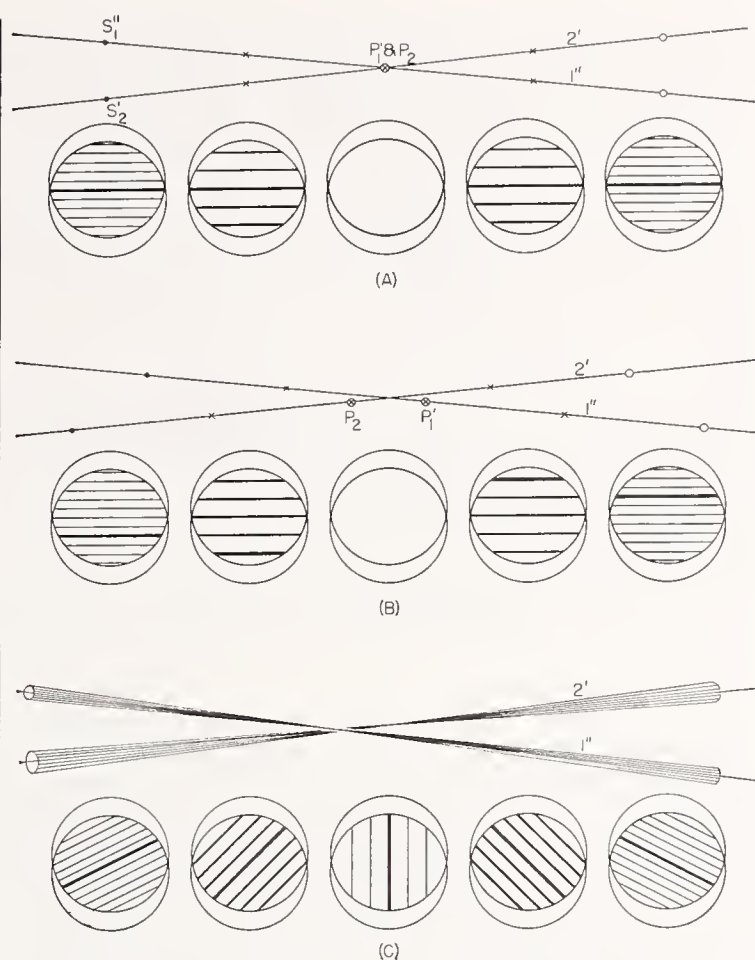 S₁″
P₁′ & P₂
2′
1″
S₂′
(A)
2′
1″
P₂
P₁′
(B)
2′
1″
(C)